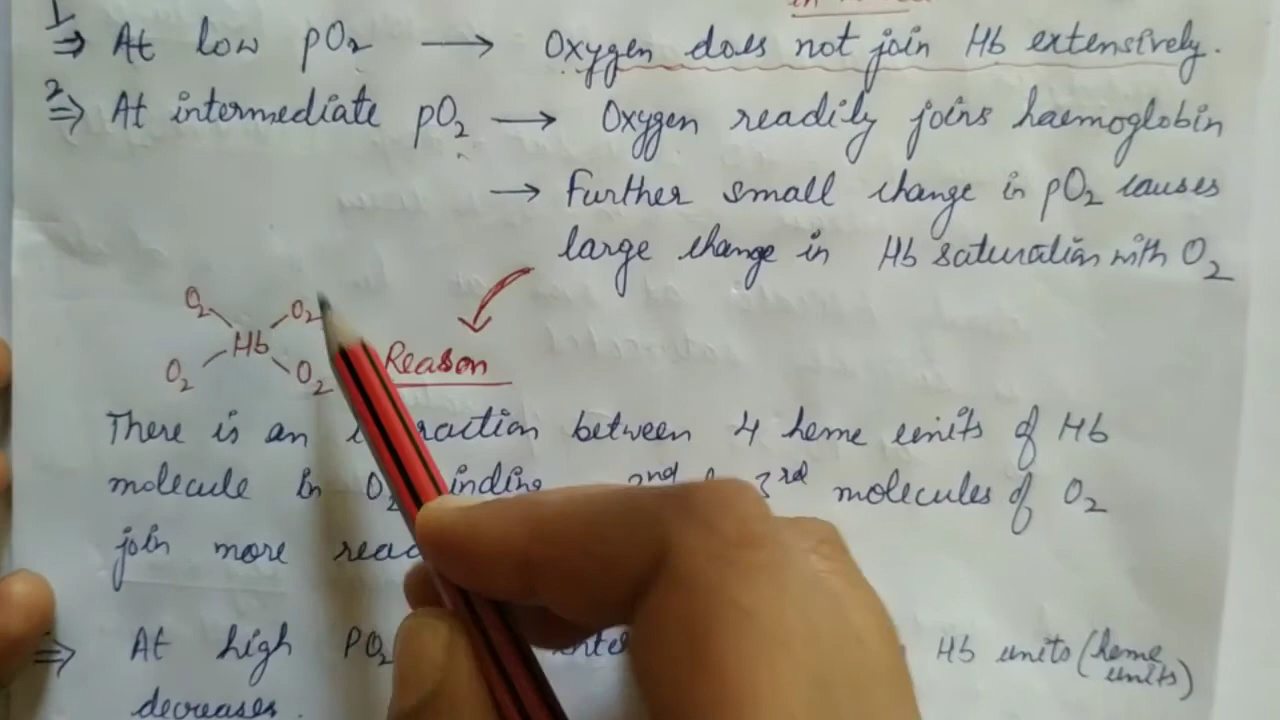 1 ⇒ At low pO2 → Oxygen does not join Hb extensively.
2 ⇒ At intermediate pO2 → Oxygen readily joins haemoglobin
→ Further small change in pO2 causes
large change in Hb saturation with O2
O2 O2
Hb
O2 O2
Reason
There is an between 4 heme units of Hb
molecule in O2 2nd 3rd molecules of O2
join more
⇒ At high PO2 Hb units (heme units)
decreases.